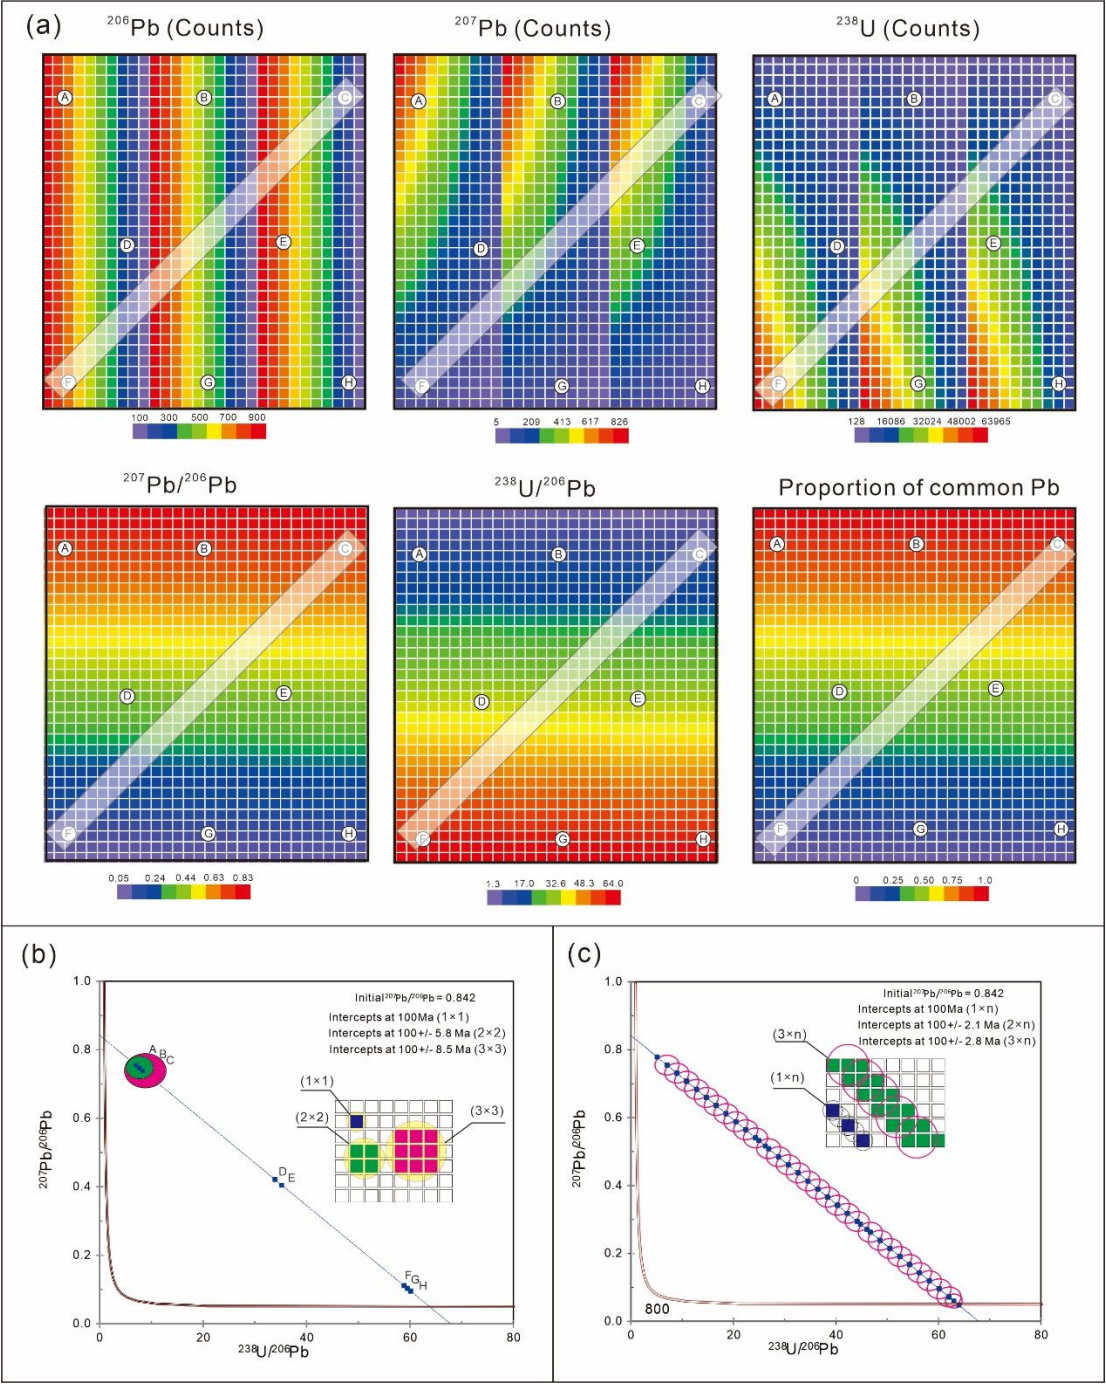 (a)
²⁰⁶Pb (Counts)
²⁰⁷Pb (Counts)
²³⁸U (Counts)
A B C
D E
F G H
100 300 500 700 900
A B C
D E
F G H
5 209 413 617 826
A B C
D E
F G H
128 16086 32024 48002 63965
²⁰⁷Pb/²⁰⁶Pb
²³⁸U/²⁰⁶Pb
Proportion of common Pb
A B C
D E
F G H
0.05 0.24 0.44 0.63 0.83
A B C
D E
F G H
1.3 17.0 32.6 48.3 64.0
A B C
D E
F G H
0 0.25 0.50 0.75 1.0
(b)
Initial ²⁰⁷Pb/²⁰⁶Pb = 0.842
Intercepts at 100Ma (1×1)
Intercepts at 100+/- 5.8 Ma (2×2)
Intercepts at 100+/- 8.5 Ma (3×3)
1.0
0.8
0.6
0.4
0.2
0.0
²⁰⁷Pb/²⁰⁶Pb
A B C
D E
F G H
(1×1)
(2×2)
(3×3)
0 20 40 60 80
²³⁸U/²⁰⁶Pb
(c)
Initial ²⁰⁷Pb/²⁰⁶Pb = 0.842
Intercepts at 100Ma (1×n)
Intercepts at 100+/- 2.1 Ma (2×n)
Intercepts at 100+/- 2.8 Ma (3×n)
1.0
0.8
0.6
0.4
0.2
0.0
²⁰⁷Pb/²⁰⁶Pb
(3×n)
(1×n)
800
0 20 40 60 80
²³⁸U/²⁰⁶Pb